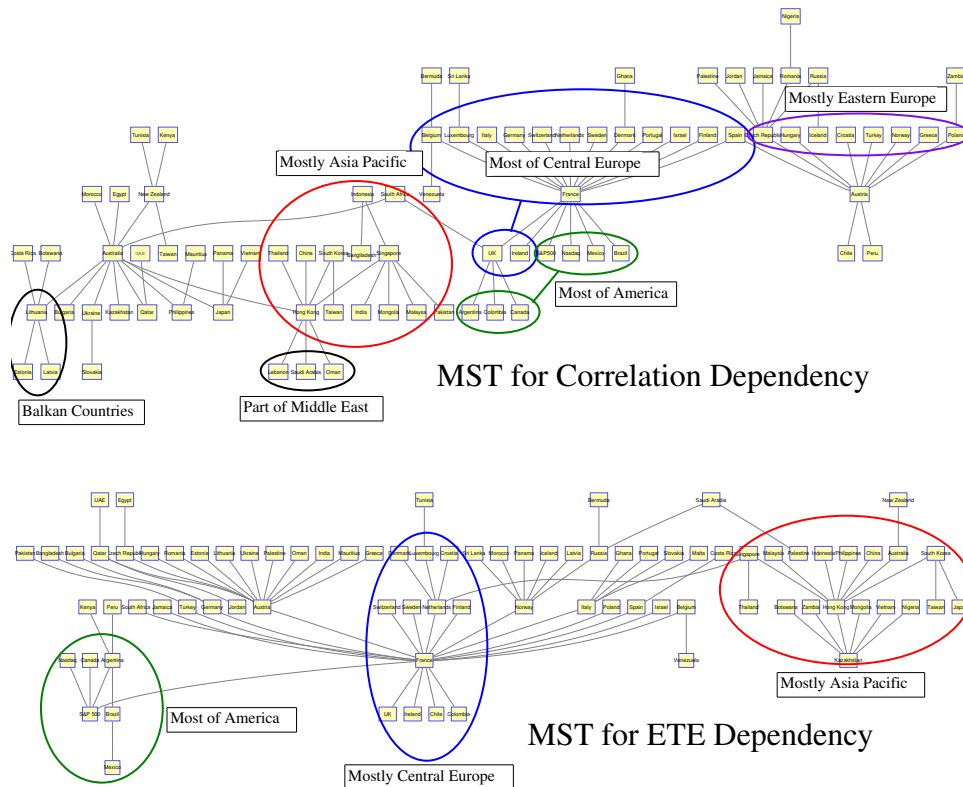 Nigeria
Bermuda Sri Lanka Ghana Palestine Jordan Jamaica Romania Russia Zambia
Mostly Eastern Europe
Tunisia Kenya Belgium Luxembourg Italy Germany Switzerland Netherlands Sweden Denmark Portugal Israel Finland Spain Czech Republic Hungary Iceland Croatia Turkey Norway Greece Poland
Mostly Asia Pacific Most of Central Europe
Morocco Egypt New Zealand Indonesia South Africa Venezuela France Austria
Costa Rica Botswana Australia UAE Taiwan Mauritius Panama Vietnam Thailand China South Korea Bangladesh Singapore UK Ireland S&P500 Nasdaq Mexico Brazil Chile Peru
Most of America
Lithuania Bulgaria Ukraine Kazakhstan Qatar Philippines Japan Hong Kong Taiwan India Mongolia Malaysa Pakistan Argentina Colombia Canada
Estonia Latvia Slovakia Lebanon Saudi Arabia Oman
MST for Correlation Dependency
Balkan Countries Part of Middle East
UAE Egypt Tunisia Bermuda Saudi Arabia New Zealand
Pakistan Bangladesh Bulgaria Qatar Czech Republic Hungary Romania Estonia Lithuania Ukraine Palestine Oman India Mauritius Greece Denmark Luxembourg Croatia Sri Lanka Morocco Panama Iceland Latvia Russia Ghana Portugal Slovakia Malta Costa Rica Singapore Malaysia Palestine Indonesia Philippines China Australia South Korea
Kenya Peru South Africa Jamaica Turkey Germany Jordan Austria Switzerland Sweden Netherlands Finland Norway Italy Poland Spain Israel Belgium Thailand Botswana Zambia Hong Kong Mongolia Vietnam Nigeria Taiwan Japan
Nasdaq Canada Argentina France Venezuela Kazakhstan
Mostly Asia Pacific
S&P 500 Brazil UK Ireland Chile Colombia
Most of America
MST for ETE Dependency
Mexico
Mostly Central Europe